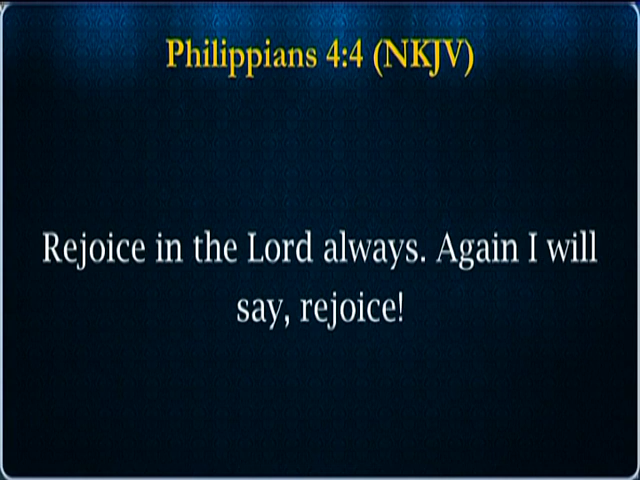 Philippians 4:4 (NKJV)
Rejoice in the Lord always. Again I will
say, rejoice!